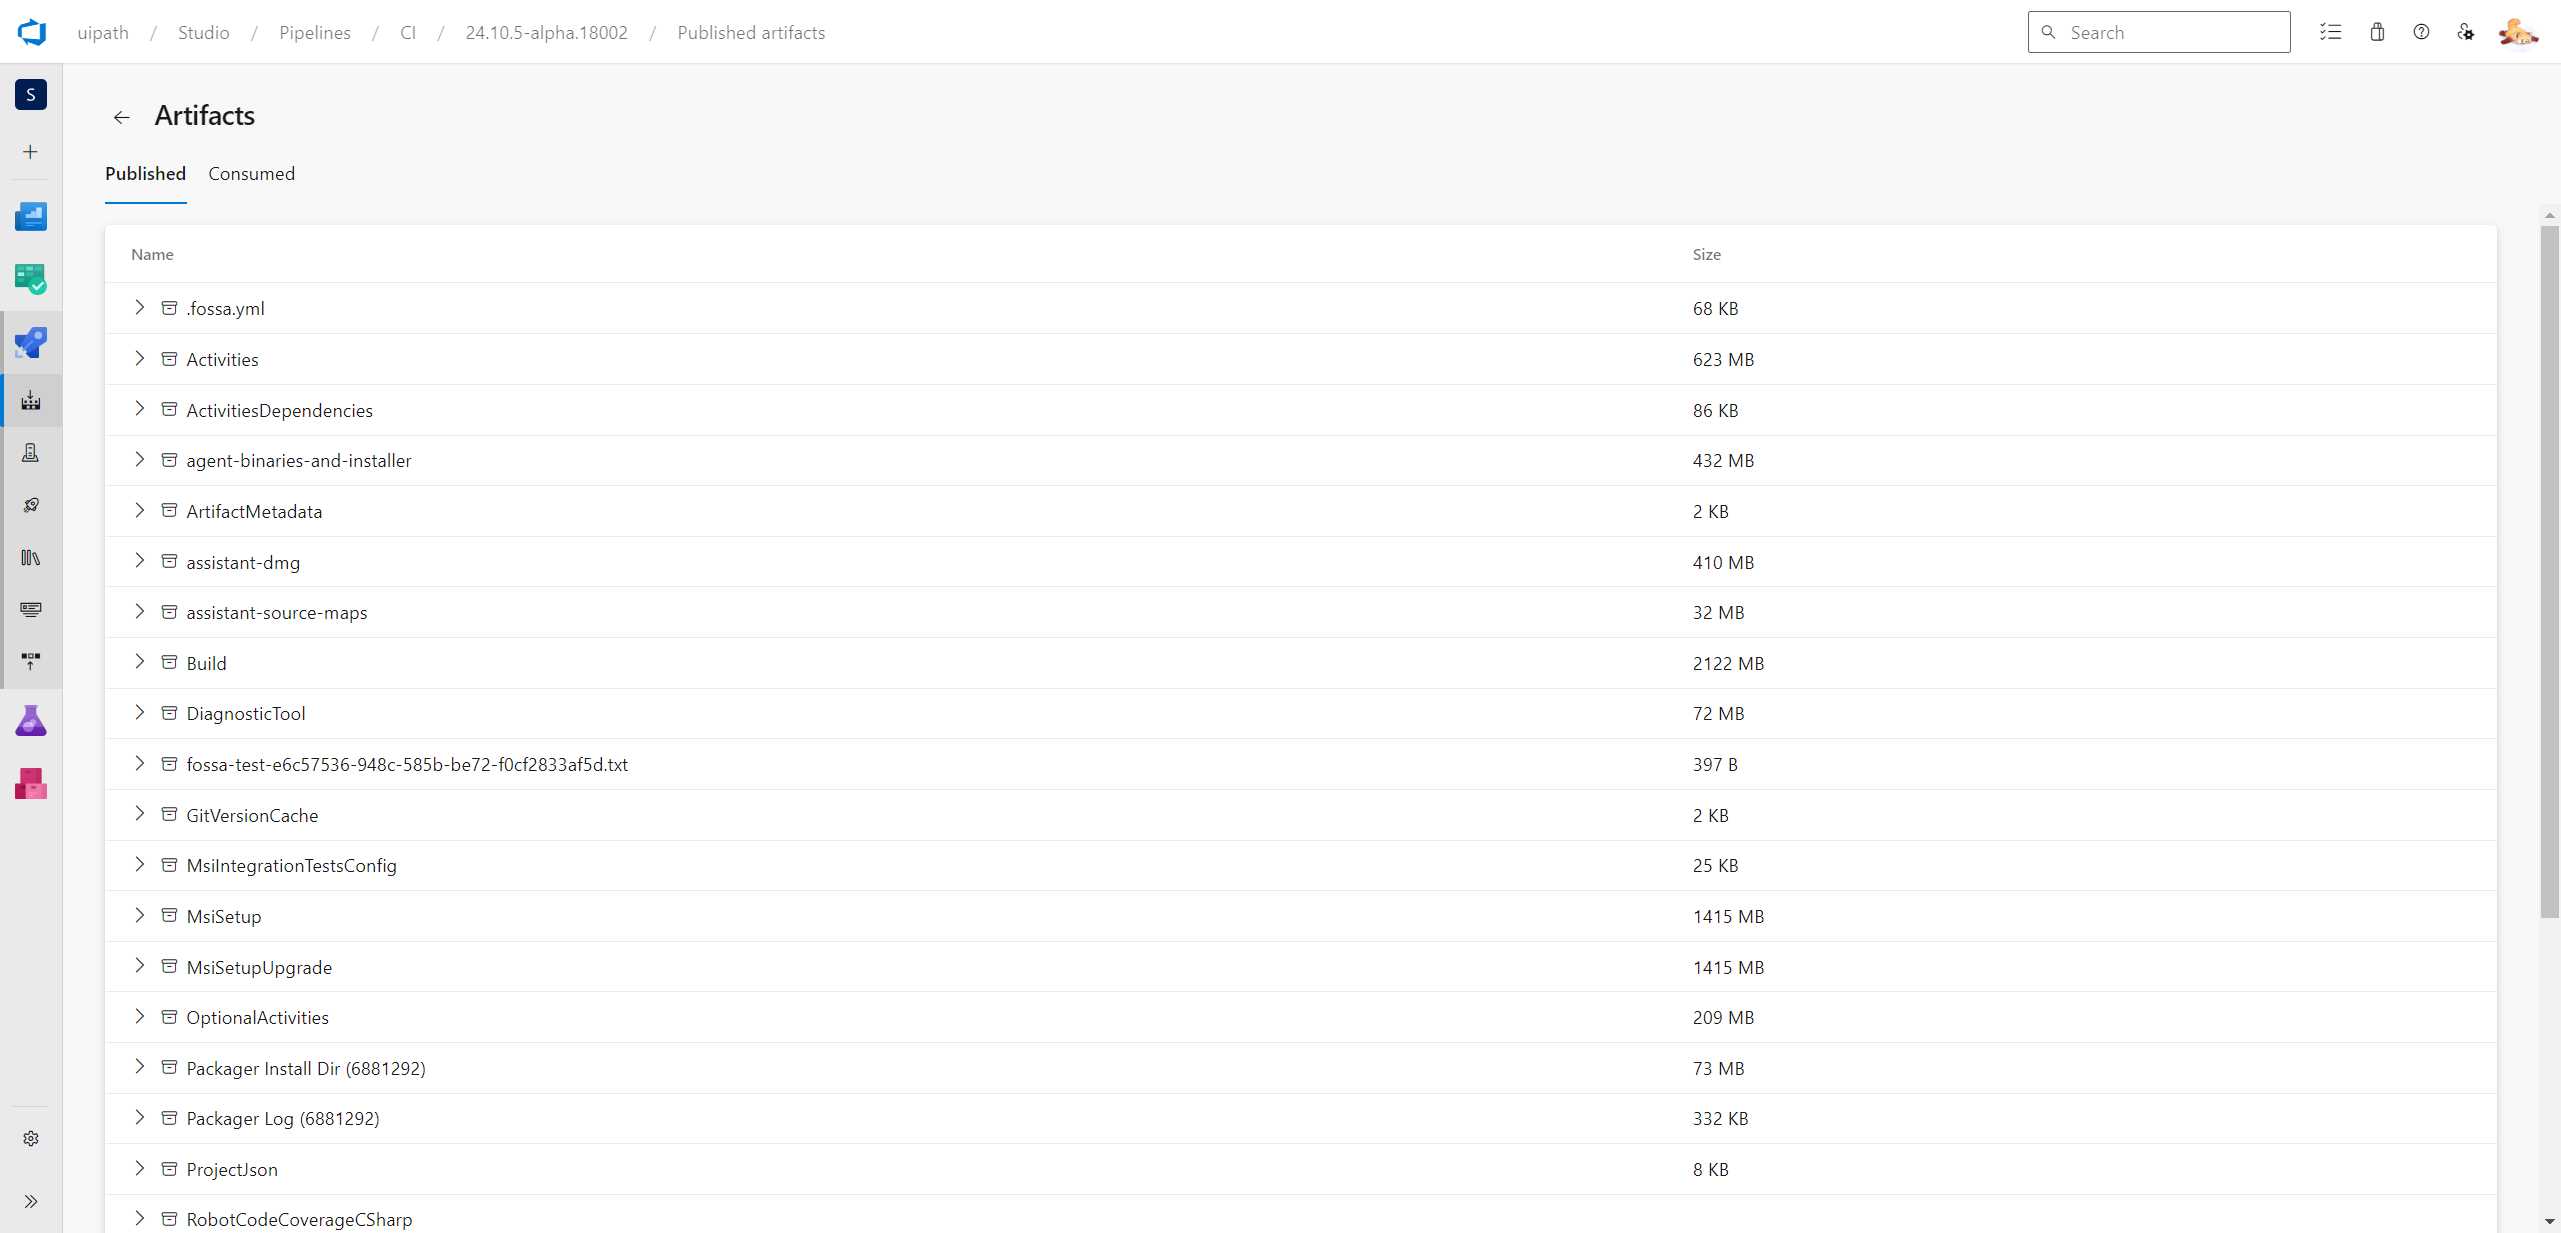 uipath / Studio / Pipelines / CI / 24.10.5-alpha.18002 / Published artifacts
Search
S
Artifacts
Published Consumed
Name Size
.fossa.yml 68 KB
Activities 623 MB
ActivitiesDependencies 86 KB
agent-binaries-and-installer 432 MB
ArtifactMetadata 2 KB
assistant-dmg 410 MB
assistant-source-maps 32 MB
Build 2122 MB
DiagnosticTool 72 MB
fossa-test-e6c57536-948c-585b-be72-f0cf2833af5d.txt 397 B
GitVersionCache 2 KB
MsiIntegrationTestsConfig 25 KB
MsiSetup 1415 MB
MsiSetupUpgrade 1415 MB
OptionalActivities 209 MB
Packager Install Dir (6881292) 73 MB
Packager Log (6881292) 332 KB
ProjectJson 8 KB
RobotCodeCoverageCSharp